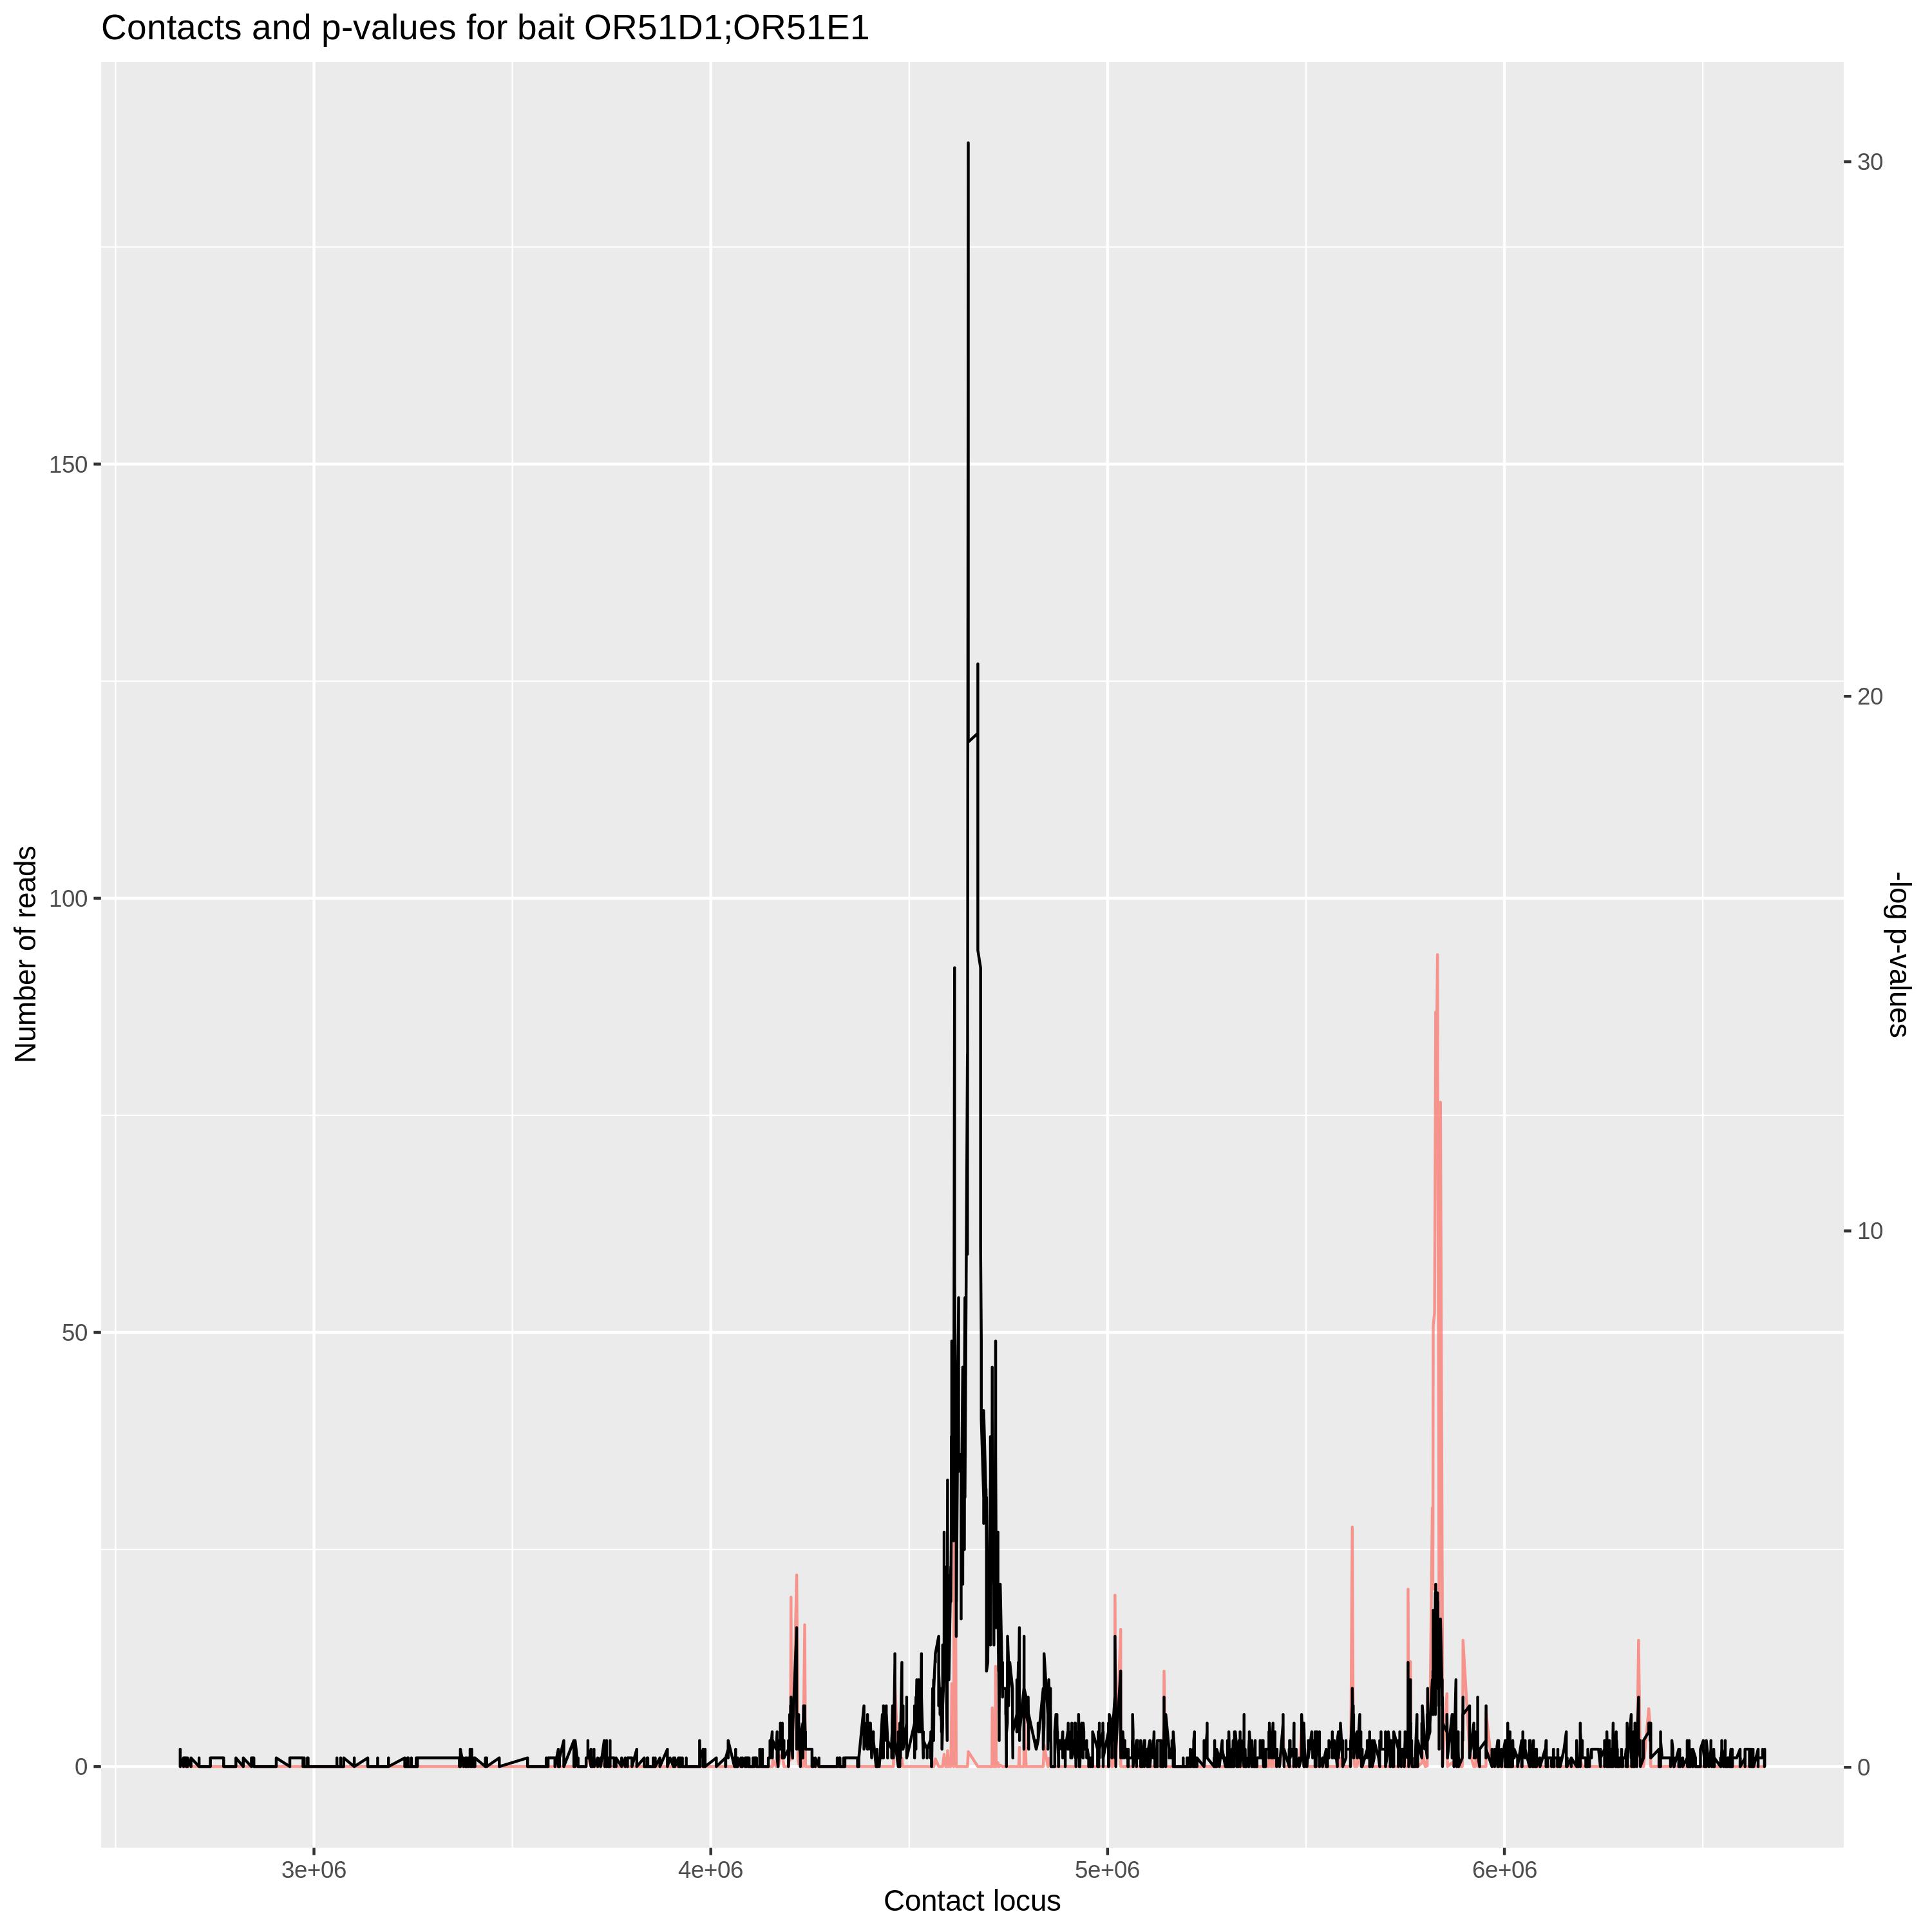 Contacts and p-values for bait OR51D1;OR51E1
Number of reads
150
100
50
0
30
20
10
0
-log p-values
3e+06
4e+06
5e+06
6e+06
Contact locus